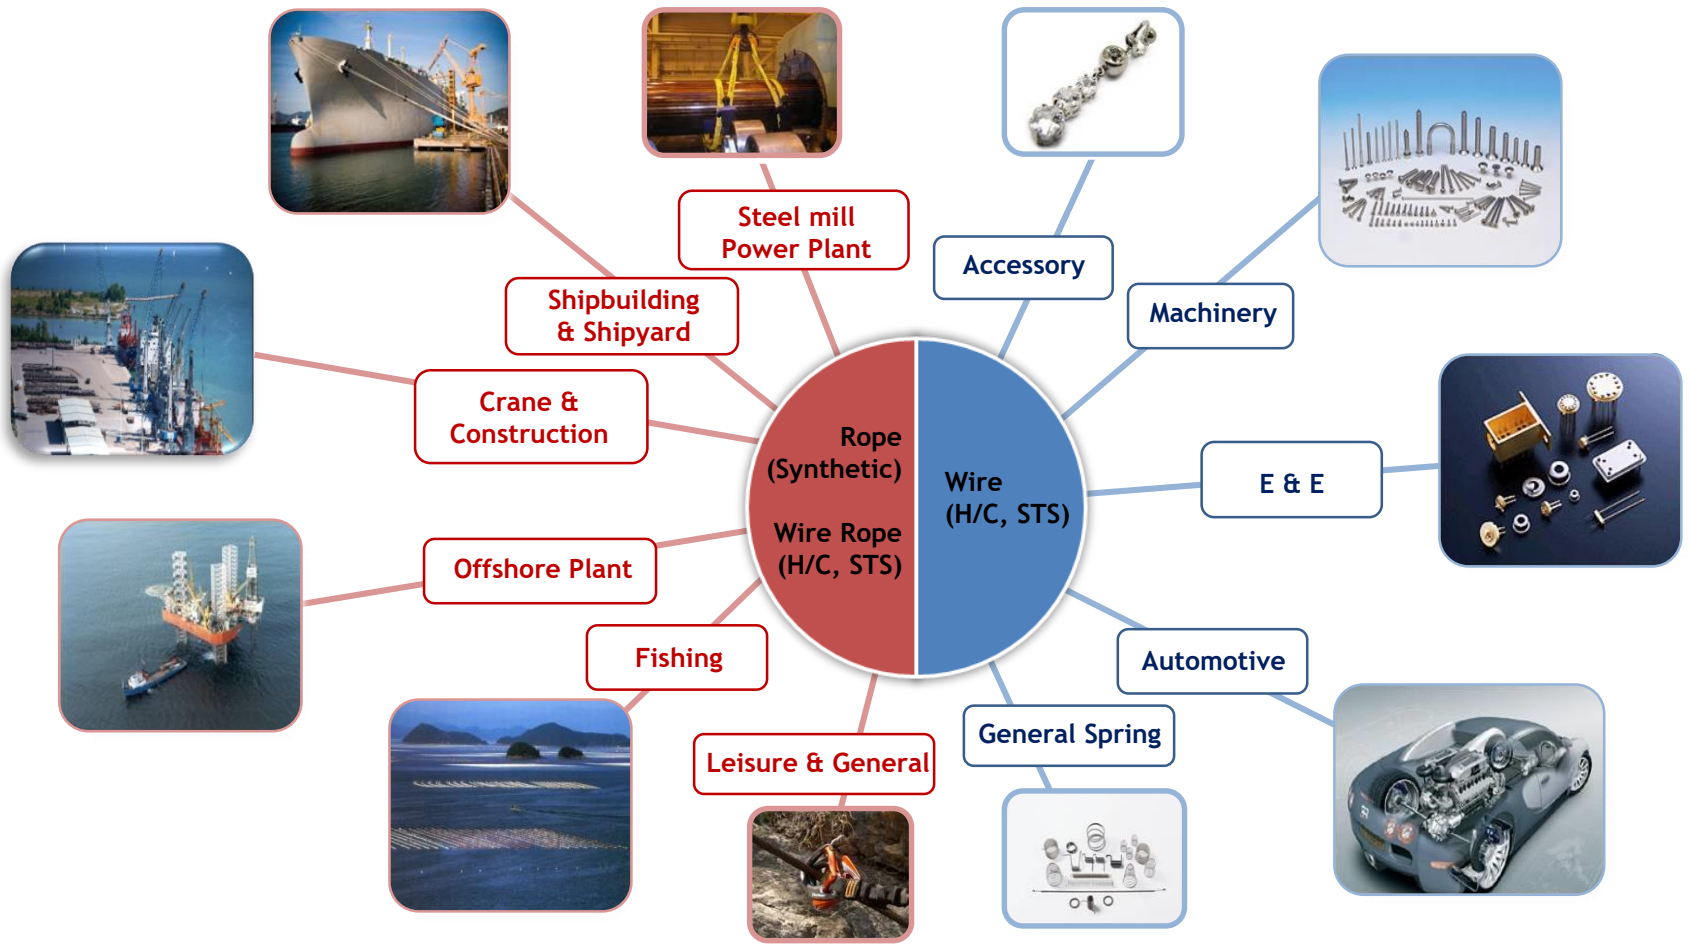 Steel mill
Power Plant
Accessory
Shipbuilding
& Shipyard
Machinery
Crane &
Construction
Rope
(Synthetic)
Wire Rope
(H/C, STS)
Wire
(H/C, STS)
E & E
Offshore Plant
Fishing
Automotive
Leisure & General
General Spring